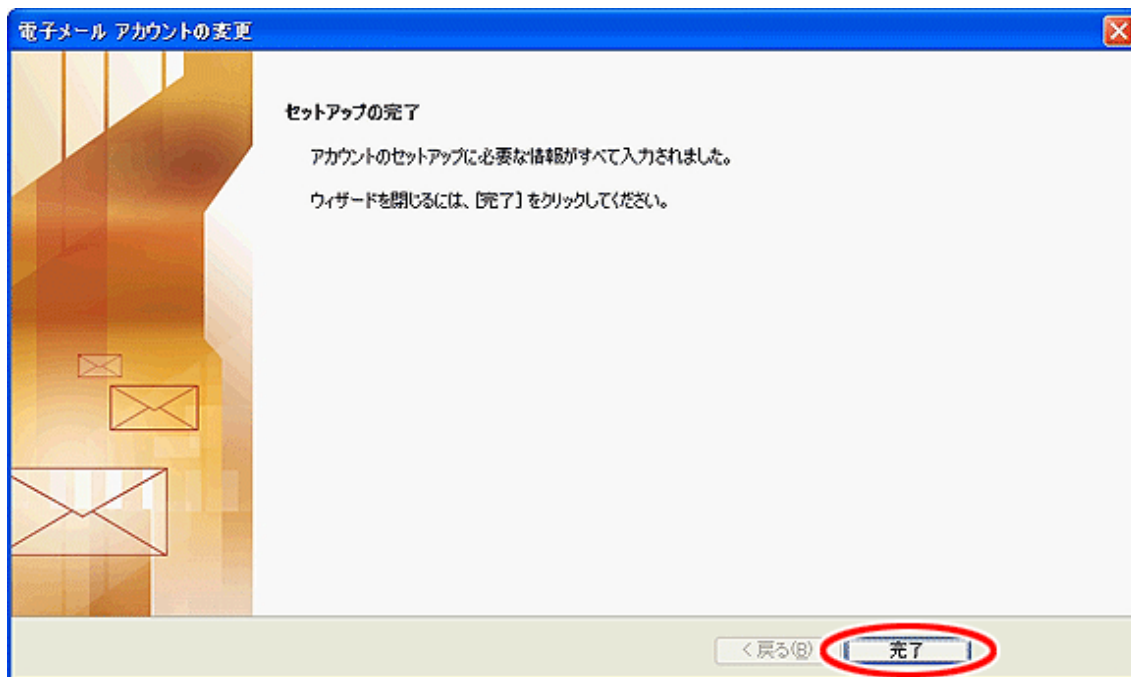 電子メール アカウントの変更
セットアップの完了
アカウントのセットアップに必要な情報がすべて入力されました。
ウィザードを閉じるには、[完了] をクリックしてください。
< 戻る(B)
完了